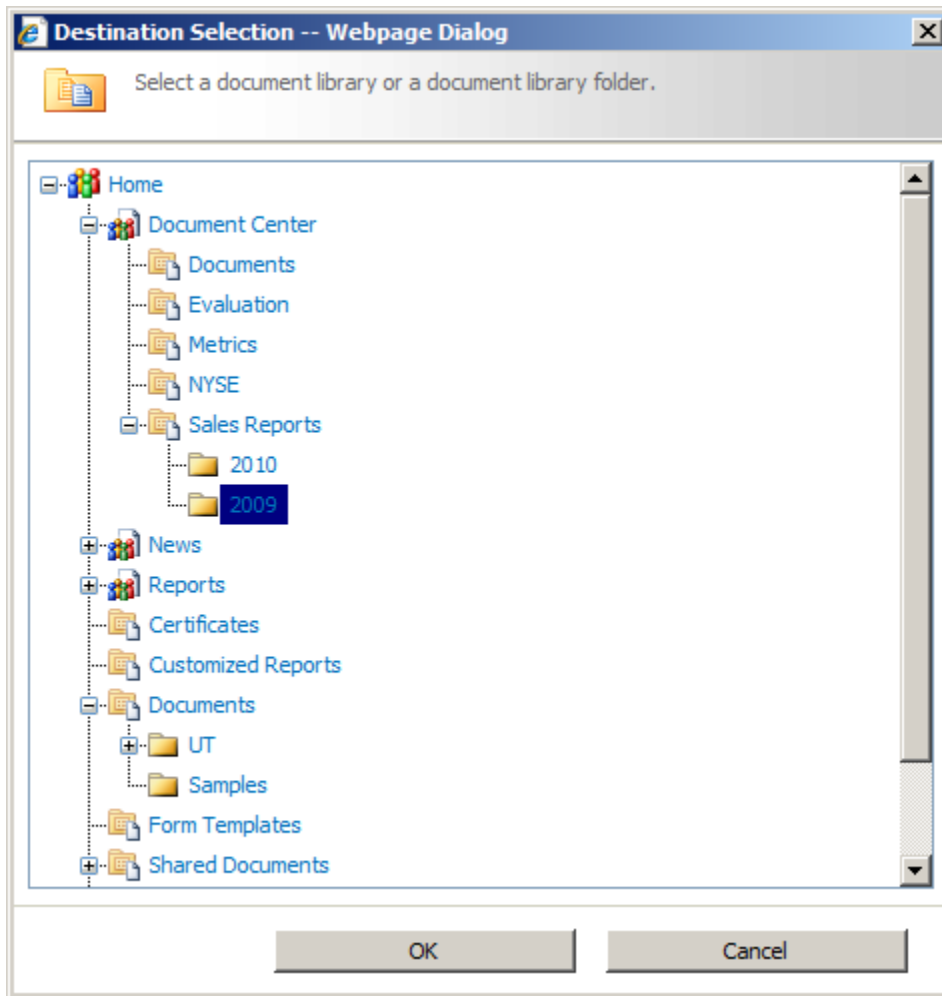 Destination Selection -- Webpage Dialog
Select a document library or a document library folder.
Home
Document Center
Documents
Evaluation
Metrics
NYSE
Sales Reports
2010
2009
News
Reports
Certificates
Customized Reports
Documents
UT
Samples
Form Templates
Shared Documents
OK Cancel